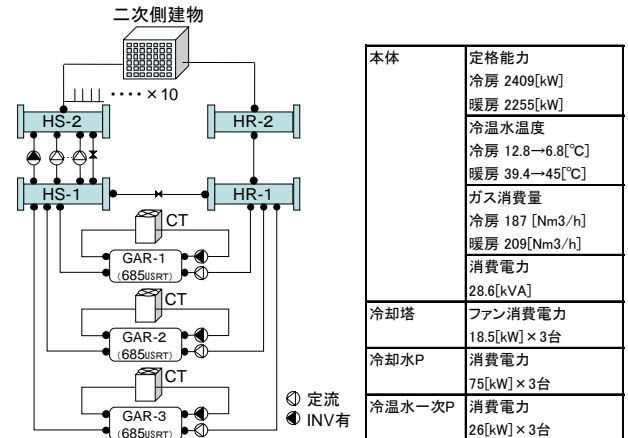 二次側建物
‥‥×10
HS-2
HR-2
HS-1
HR-1
CT
GAR-1
(685USRT)
CT
GAR-2
(685USRT)
CT
GAR-3
(685USRT)
定流
INV有
本体
定格能力
冷房 2409[kW]
暖房 2255[kW]
冷温水温度
冷房 12.8→6.8[℃]
暖房 39.4→45[℃]
ガス消費量
冷房 187 [Nm3/h]
暖房 209[Nm3/h]
消費電力
28.6[kVA]
冷却塔
ファン消費電力
18.5[kW]×3台
冷却水P
消費電力
75[kW]×3台
冷温水一次P
消費電力
26[kW]×3台